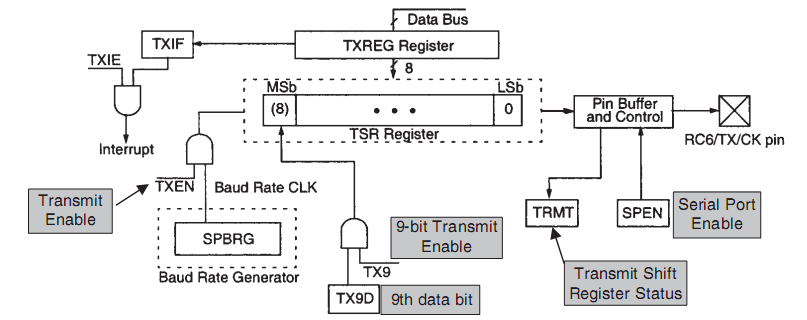 Data Bus
TXIF
TXREG Register
TXIE
8
MSb
LSb
(8)
• • •
0
Pin Buffer
and Control
TSR Register
RC6/TX/CK pin
Interrupt
TXEN
Baud Rate CLK
Transmit
Enable
TRMT
SPEN
Serial Port
Enable
9-bit Transmit
Enable
SPBRG
Baud Rate Generator
TX9
Transmit Shift
Register Status
TX9D
9th data bit